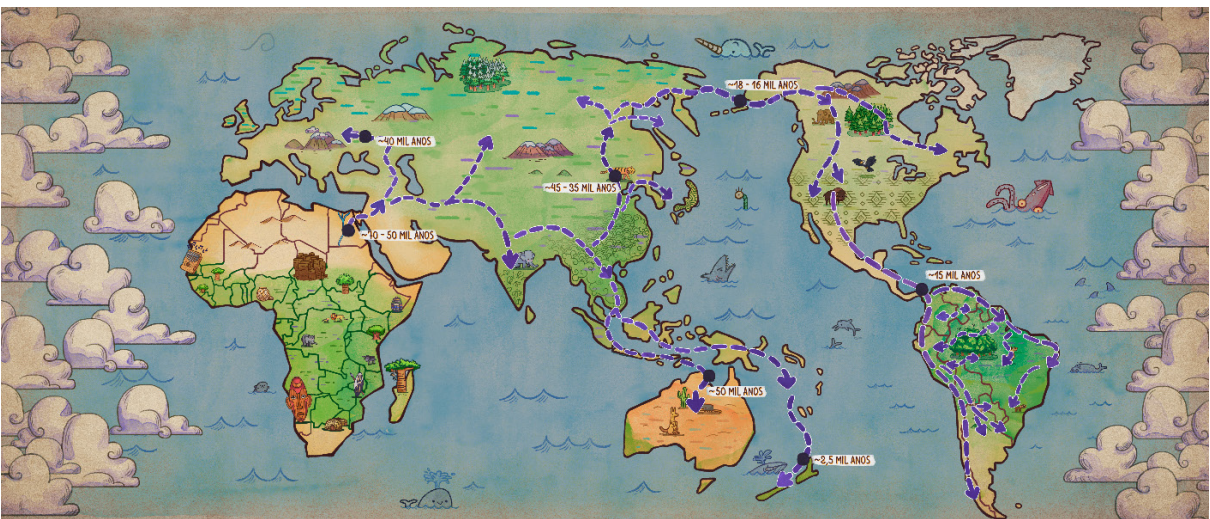 ~18 - 16 MIL ANOS
~40 MIL ANOS
~45 - 35 MIL ANOS
~40 - 50 MIL ANOS
~15 MIL ANOS
~50 MIL ANOS
~2,5 MIL ANOS